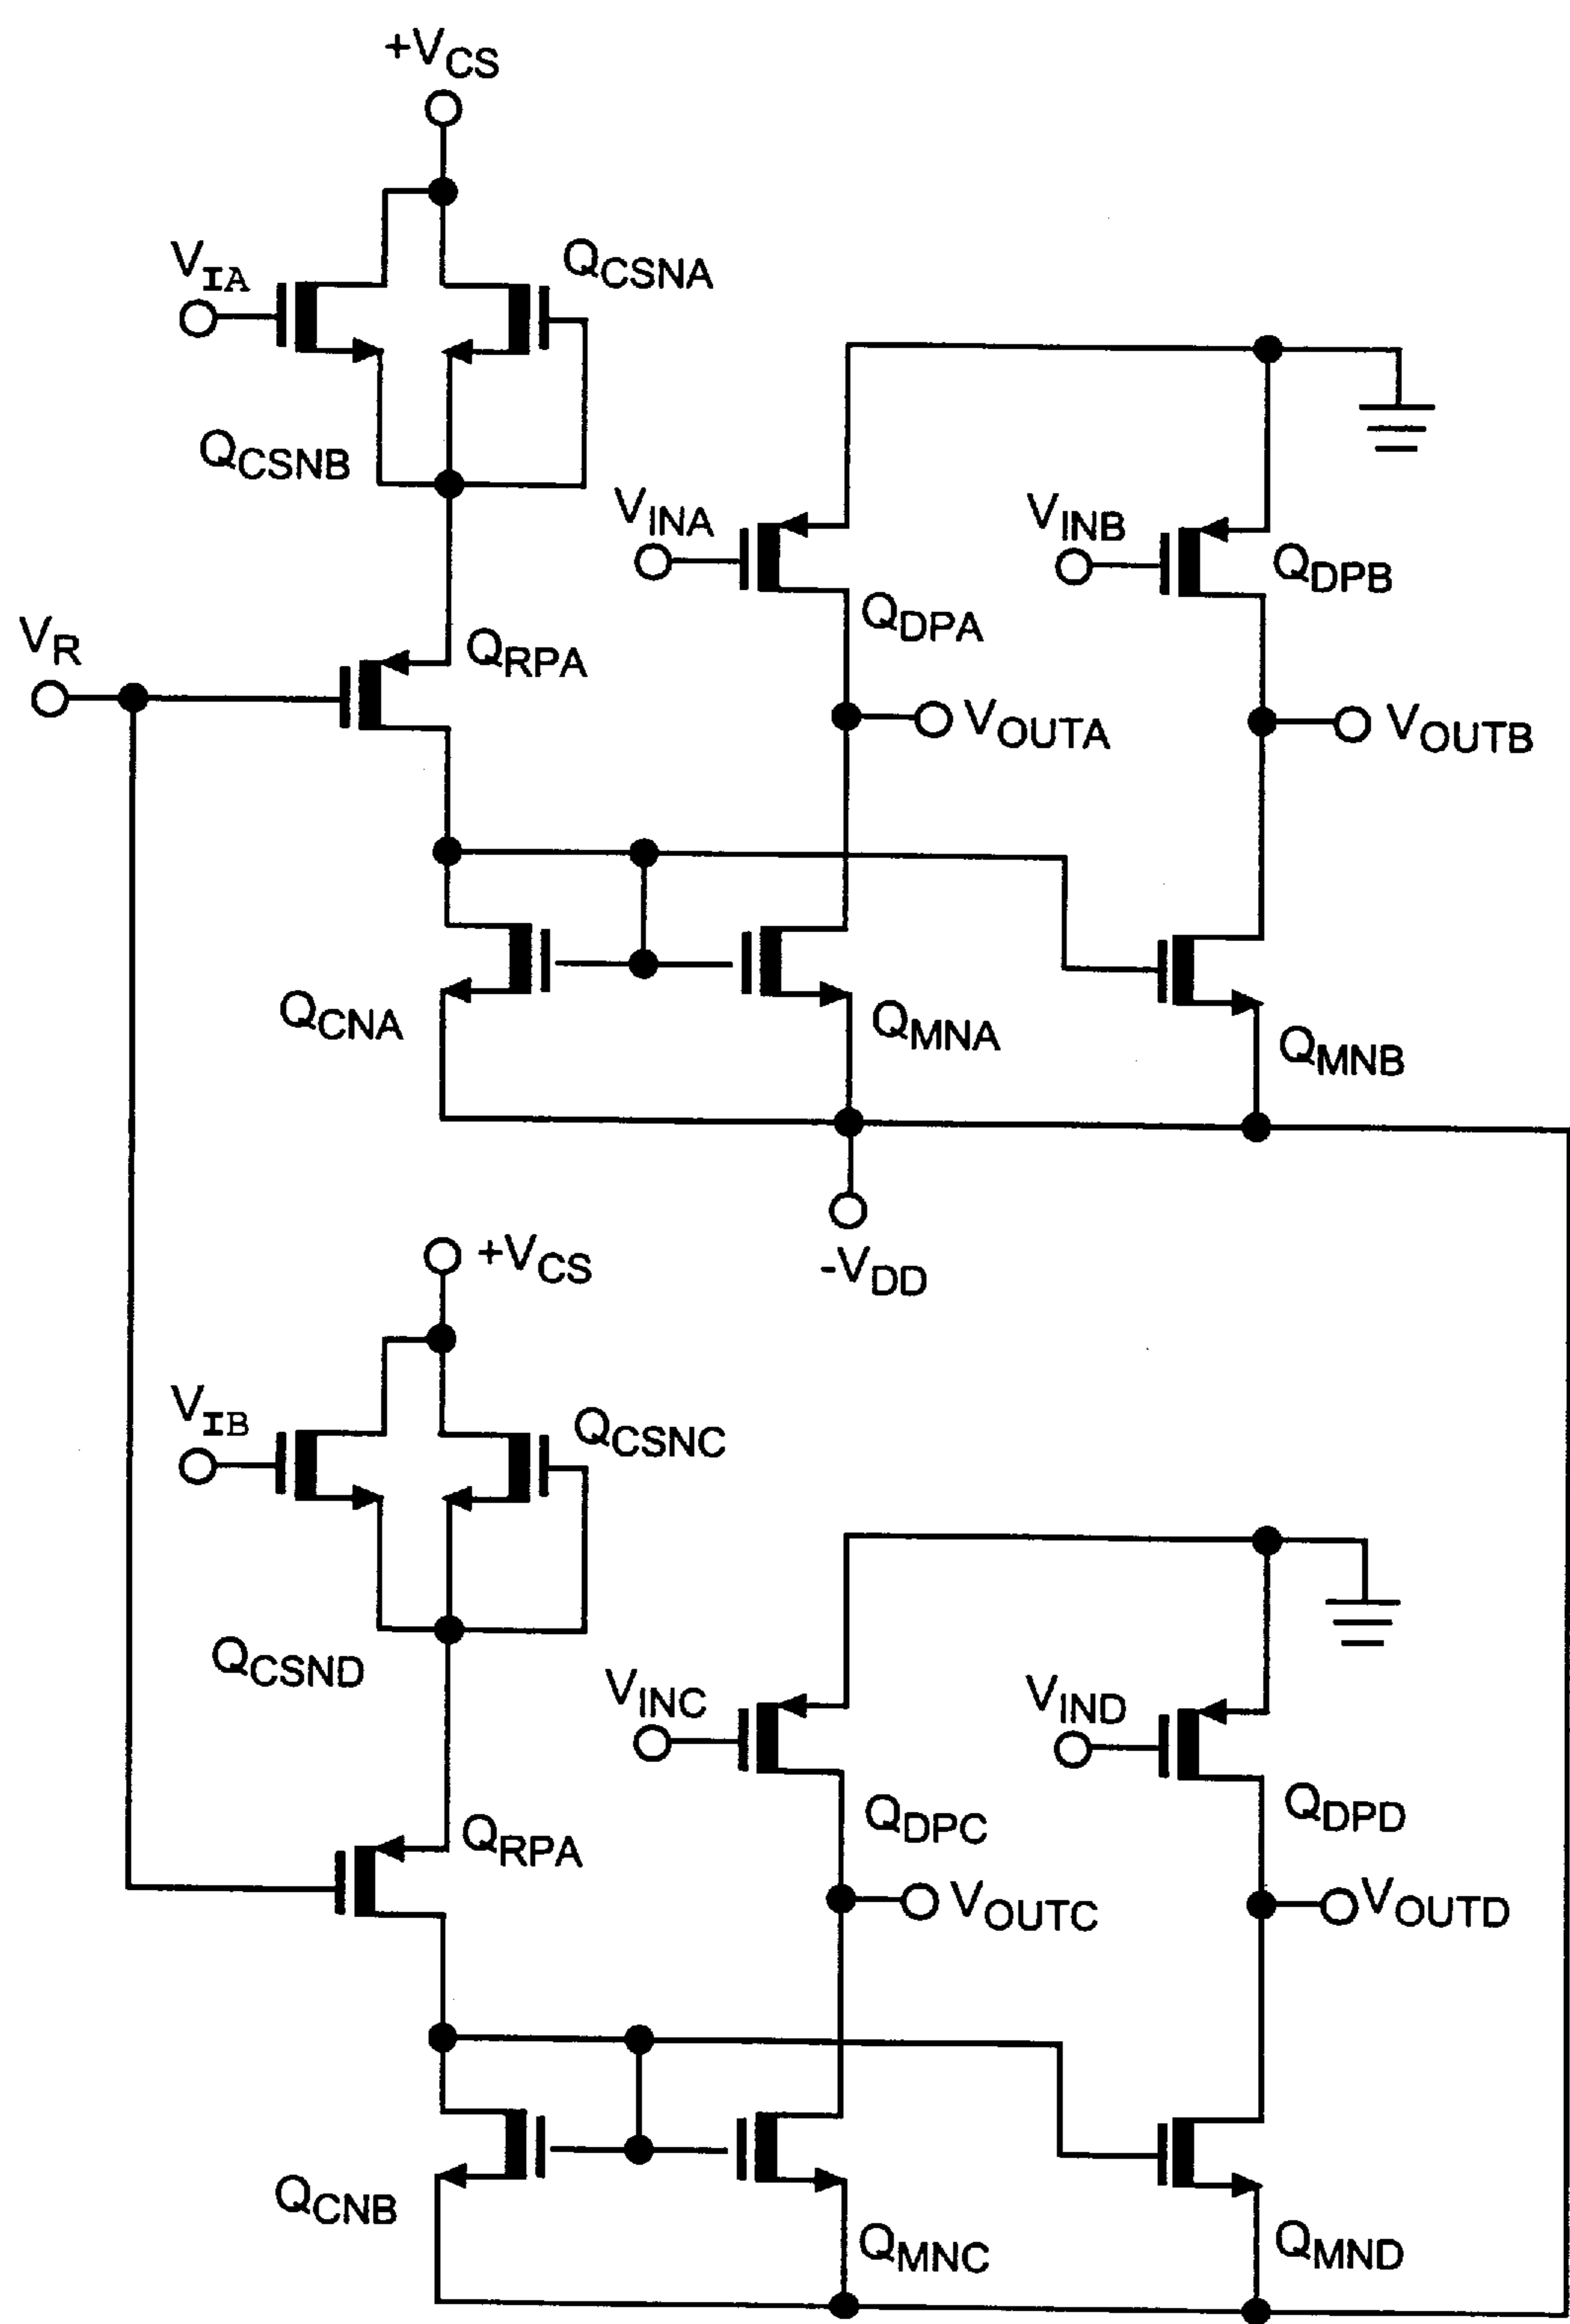 +VCS
VIA
QCSNA
QCSNB
VINA
VINB
QDPB
QDPA
VR
QRPA
VOUTA
VOUTB
QCNA
QMNA
QMNB
+VCS
-VDD
VIB
QCSNC
QCSND
VINC
VIND
QDPC
QDPD
QRPA
VOUTC
VOUTD
QCNB
QMNC
QMND